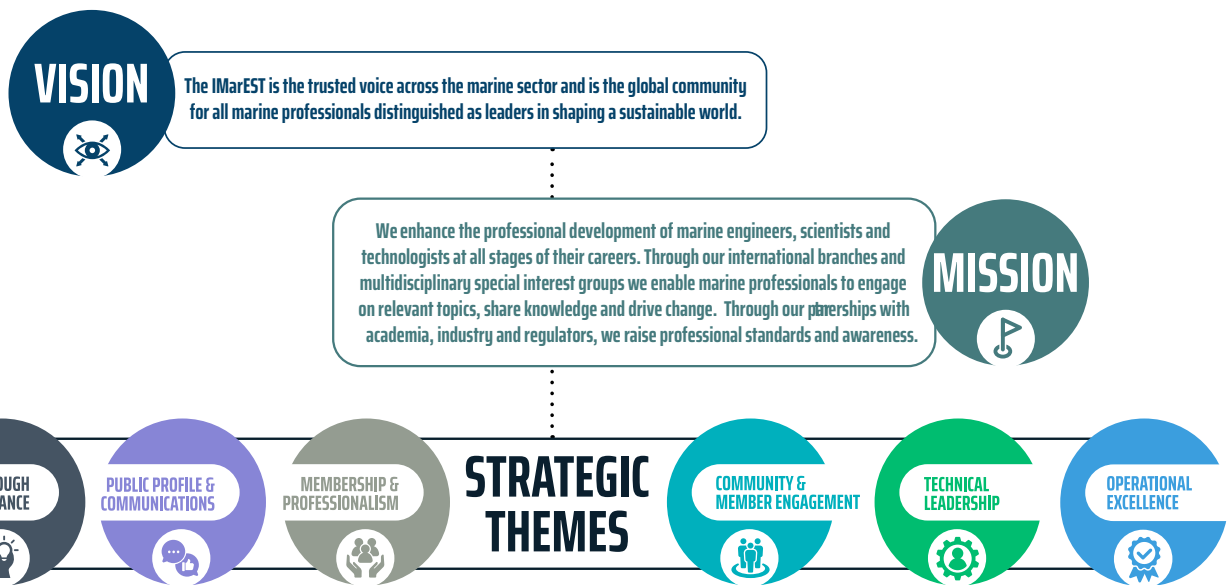 VISION
The IMarEST is the trusted voice across the marine sector and is the global community
for all marine professionals distinguished as leaders in shaping a sustainable world.
We enhance the professional development of marine engineers, scientists and
technologists at all stages of their careers. Through our international branches and
multidisciplinary special interest groups we enable marine professionals to engage
on relevant topics, share knowledge and drive change. Through our with
academia, industry and regulators, we raise professional standards and awareness.
MISSION
OUGH
ANCE
PUBLIC PROFILE &
COMMUNICATIONS
MEMBERSHIP &
PROFESSIONALISM
STRATEGIC
THEMES
COMMUNITY &
MEMBER ENGAGEMENT
TECHNICAL
LEADERSHIP
OPERATIONAL
EXCELLENCE